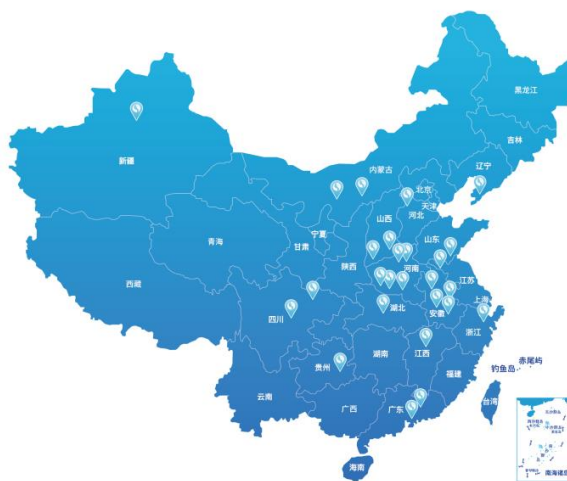 黑龙江
吉林
辽宁
新疆
内蒙古
北京
天津
河北
山西
宁夏
山东
青海
甘肃
陕西
河南
西藏
江苏
上海
安徽
湖北
四川
浙江
江西
湖南
贵州
赤尾屿
钓鱼岛
福建
云南
台湾
广西
广东
海南
南海诸岛